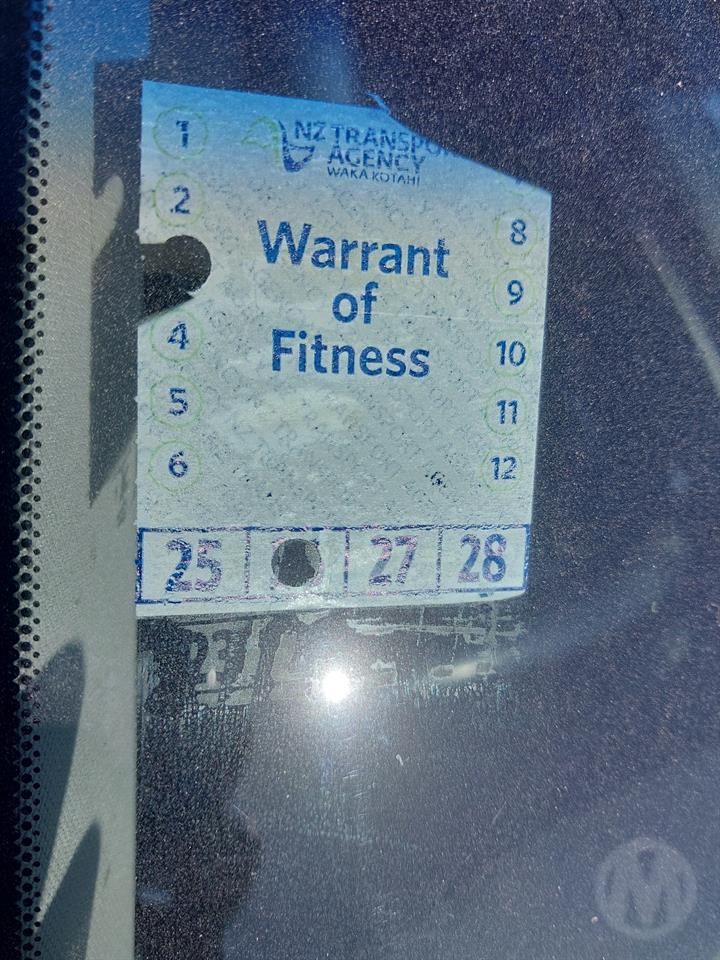 NZ TRANSPO
AGENCY
WAKA KOTAHI
Warrant
of
Fitness
1
2
4
5
6
8
9
10
11
12
25
27
28
M